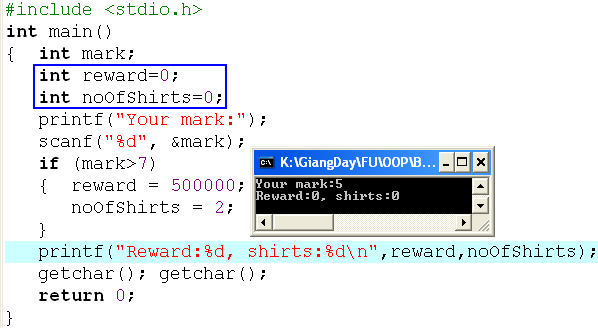 #include <stdio.h>
int main()
{  int mark;
   int reward=0;
   int noOfShirts=0;
   printf("Your mark:");
   scanf("%d", &mark);
   if (mark>7)
   {  reward = 500000;
      noOfShirts = 2;
   }
   printf("Reward:%d, shirts:%d\n",reward,noOfShirts);
   getchar(); getchar();
   return 0;
}
K:\GiangDay\FU\OOP\B...
Your mark:5
Reward:0, shirts:0